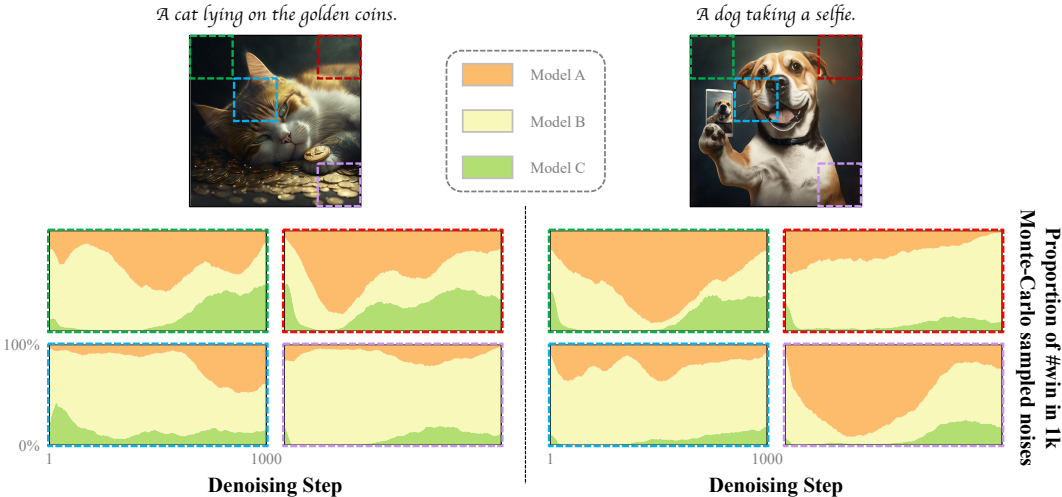 A cat lying on the golden coins.
A dog taking a selfie.
Model A
Model B
Model C
100%
0%
1
1000
1
1000
Denoising Step
Denoising Step
Proportion of #win in 1k
Monte-Carlo sampled noises